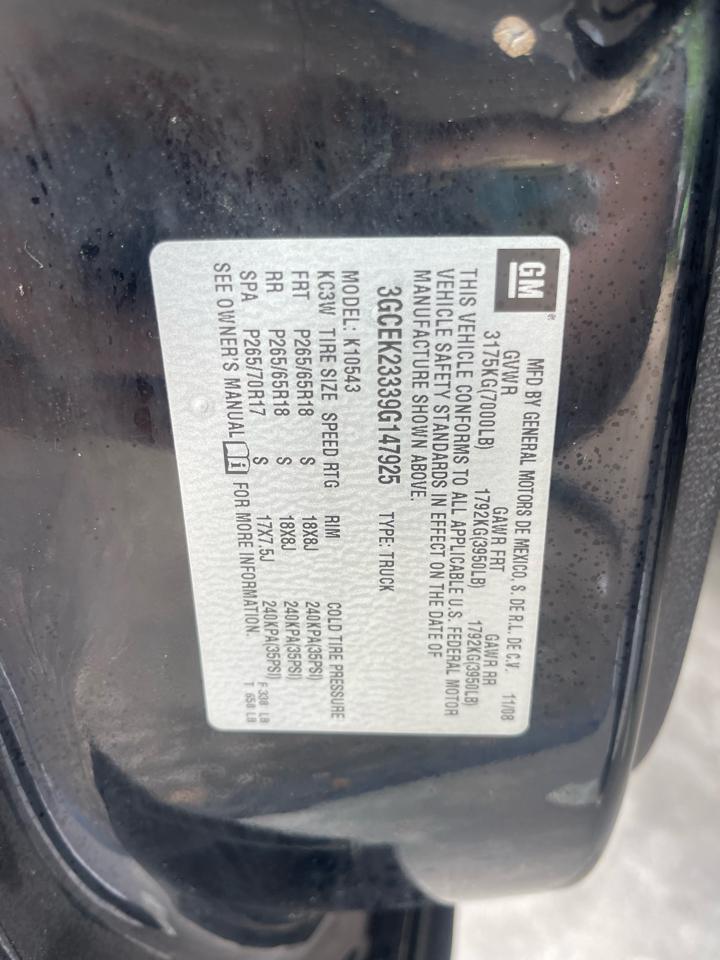 GM
MFD BY GENERAL MOTORS DE MEXICO, S. DE R.L. DE C.V. 11/08
GVWR GAWR FRT GAWR RR
3175KG(7000LB) 1792KG(3950LB) 1792KG(3950LB)
THIS VEHICLE CONFORMS TO ALL APPLICABLE U.S. FEDERAL MOTOR
VEHICLE SAFETY STANDARDS IN EFFECT ON THE DATE OF
MANUFACTURE SHOWN ABOVE.
3GCEK23339G147925 TYPE: TRUCK
MODEL: K10543
KC3W TIRE SIZE SPEED RTG RIM COLD TIRE PRESSURE
FRT P265/65R18 S 18X8J 240KPA(35PSI)
RR P265/65R18 S 18X8J 240KPA(35PSI)
SPA P265/70R17 S 17X7.5J 240KPA(35PSI)
SEE OWNER'S MANUAL FOR MORE INFORMATION.
F 338 LB
T 658 LB